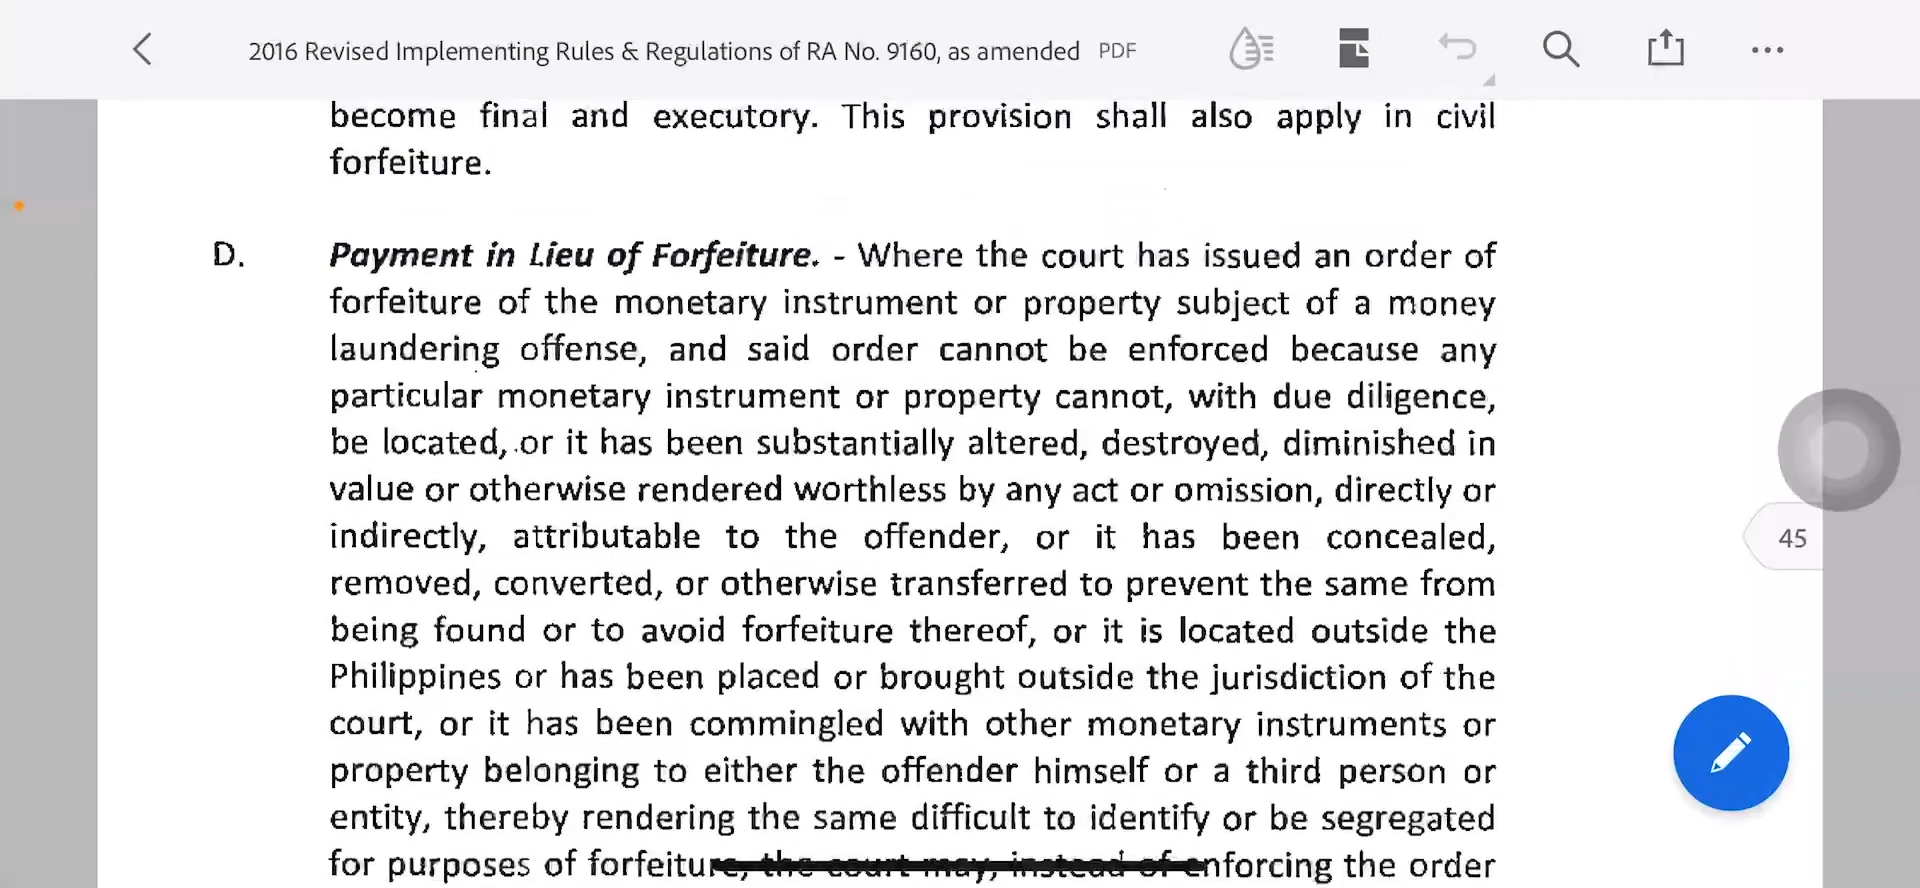 2016 Revised Implementing Rules & Regulations of RA No. 9160, as amended PDF
become final and executory. This provision shall also apply in civil
forfeiture.
D. Payment in Lieu of Forfeiture. - Where the court has issued an order of
forfeiture of the monetary instrument or property subject of a money
laundering offense, and said order cannot be enforced because any
particular monetary instrument or property cannot, with due diligence,
be located, or it has been substantially altered, destroyed, diminished in
value or otherwise rendered worthless by any act or omission, directly or
indirectly, attributable to the offender, or it has been concealed,
removed, converted, or otherwise transferred to prevent the same from
being found or to avoid forfeiture thereof, or it is located outside the
Philippines or has been placed or brought outside the jurisdiction of the
court, or it has been commingled with other monetary instruments or
property belonging to either the offender himself or a third person or
entity, thereby rendering the same difficult to identify or be segregated
for purposes of forfeiture, the court may, instead of enforcing the order
45